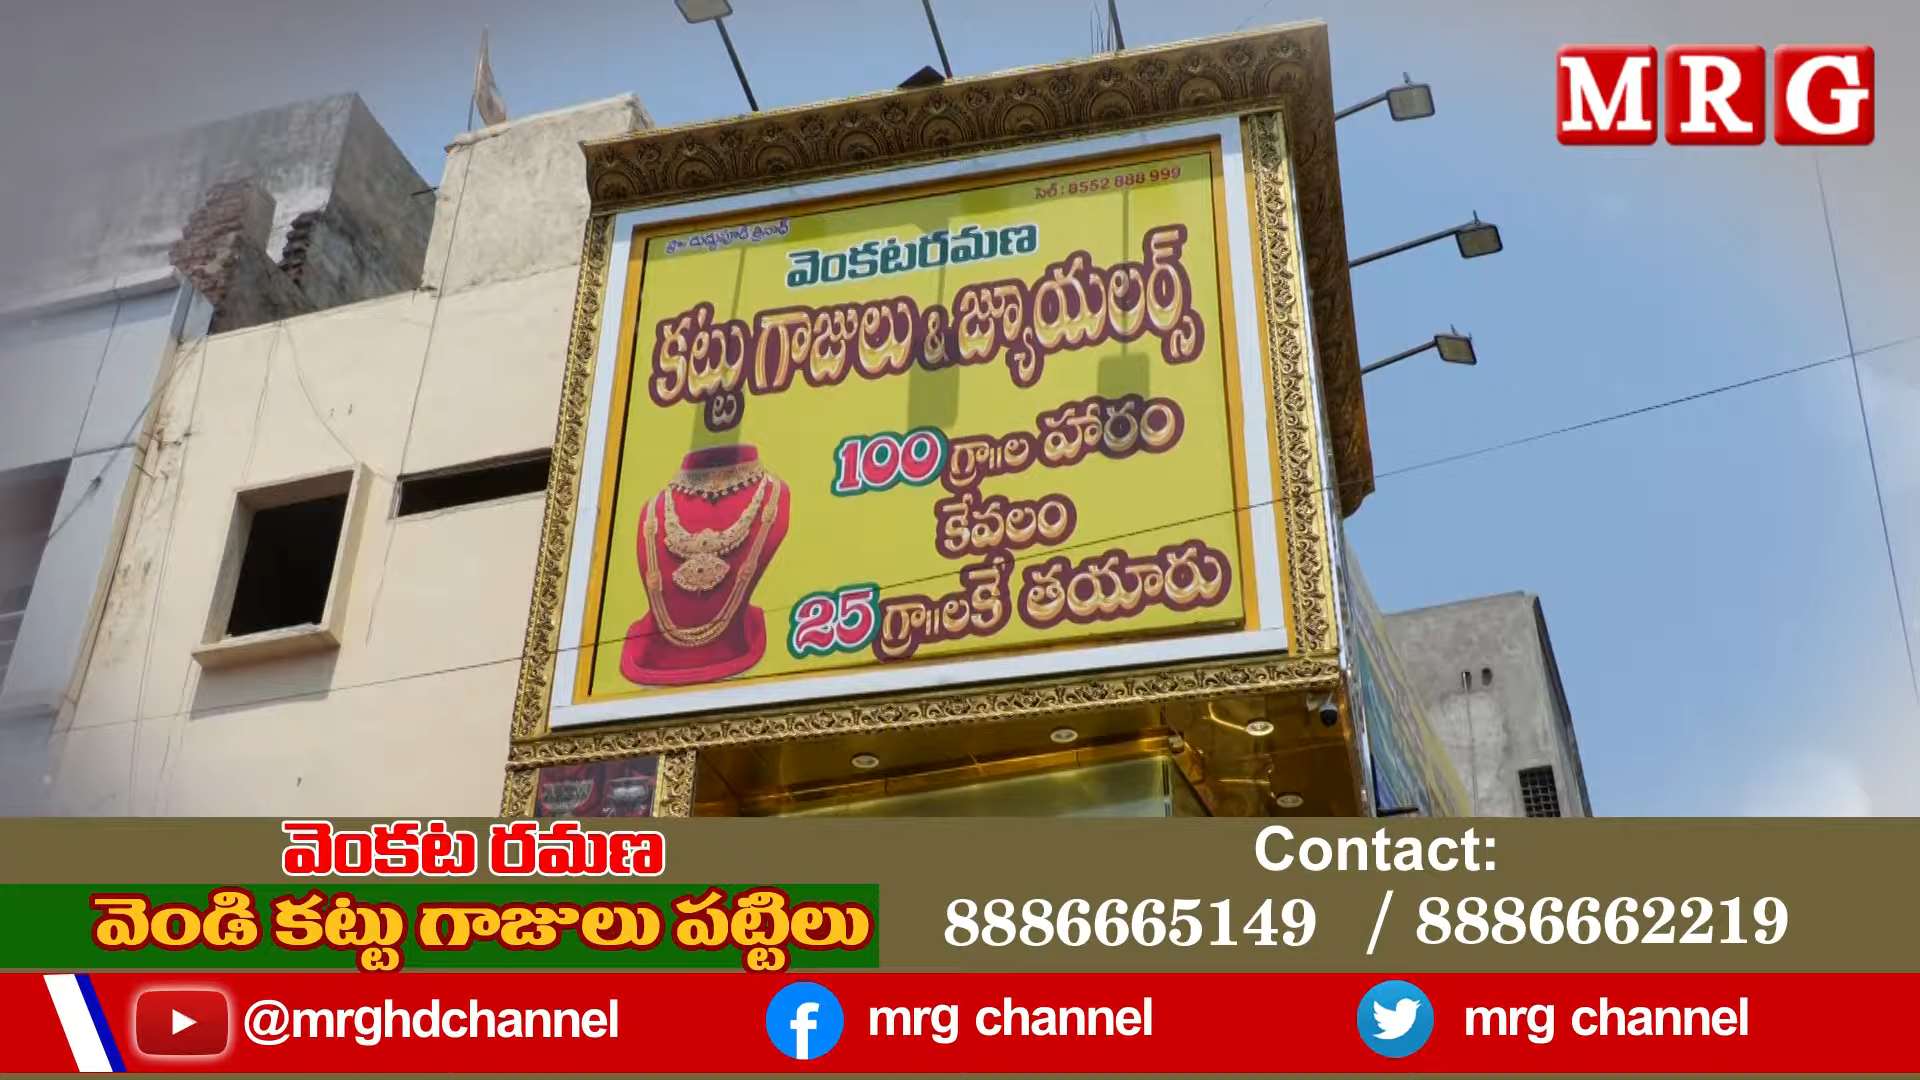 MRG
సెల్ : 8552 888 999
ప్రొ॥ దుద్దుపూడి శ్రీనాథ్
వెంకటరమణ
కట్టు గాజులు & జ్యూయలర్స్
100 గ్రా॥ల హారం
కేవలం
25 గ్రా॥లకే తయారు
వెంకట రమణ
వెండి కట్టు గాజులు పట్టీలు
Contact:
8886665149 / 8886662219
@mrghdchannel
mrg channel
mrg channel